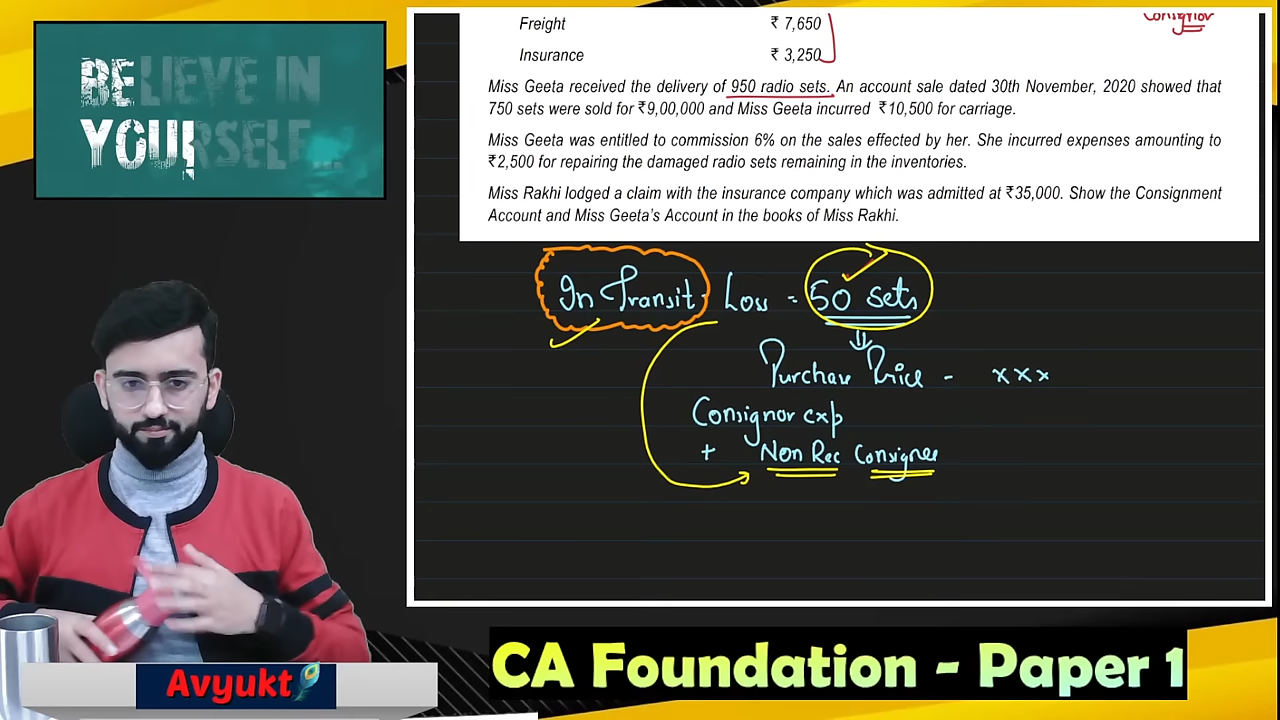 BELIEVE IN
YOURSELF...
Freight ₹ 7,650
Insurance ₹ 3,250
Consignor
Miss Geeta received the delivery of 950 radio sets. An account sale dated 30th November, 2020 showed that
750 sets were sold for ₹9,00,000 and Miss Geeta incurred ₹10,500 for carriage.
Miss Geeta was entitled to commission 6% on the sales effected by her. She incurred expenses amounting to
₹2,500 for repairing the damaged radio sets remaining in the inventories.
Miss Rakhi lodged a claim with the insurance company which was admitted at ₹35,000. Show the Consignment
Account and Miss Geeta's Account in the books of Miss Rakhi.
In Transit Loss = 50 sets
Purchase Price - xxx
Consignor exp
+ Non Rec Consignee
Avyukt
CA Foundation - Paper 1